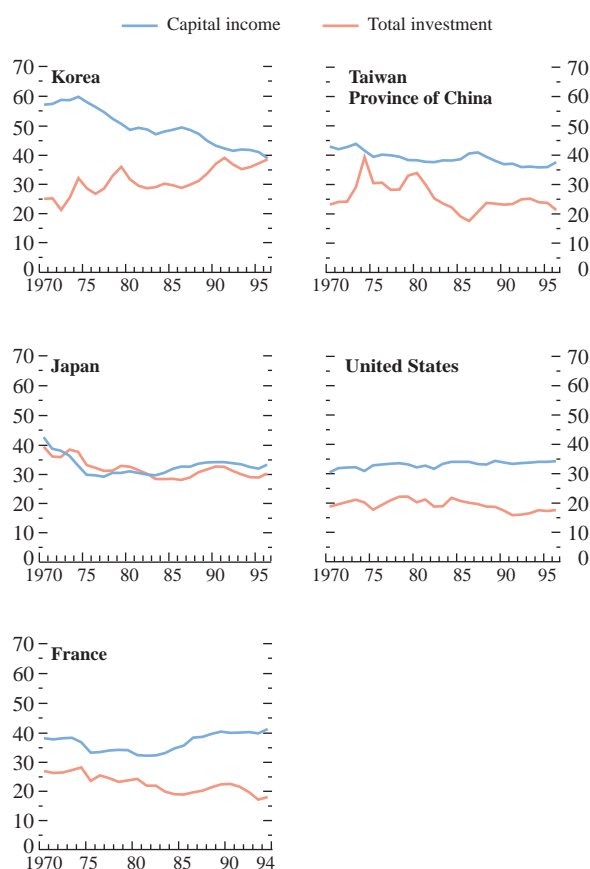 Capital income Total investment
70 Korea
60
50
40
30
20
10
0
1970 75 80 85 90 95
Taiwan 70
Province of China 60
50
40
30
20
10
0
1970 75 80 85 90 95
70 Japan
60
50
40
30
20
10
0
1970 75 80 85 90 95
United States 70
60
50
40
30
20
10
0
1970 75 80 85 90 95
70 France
60
50
40
30
20
10
0
1970 75 80 85 90 94